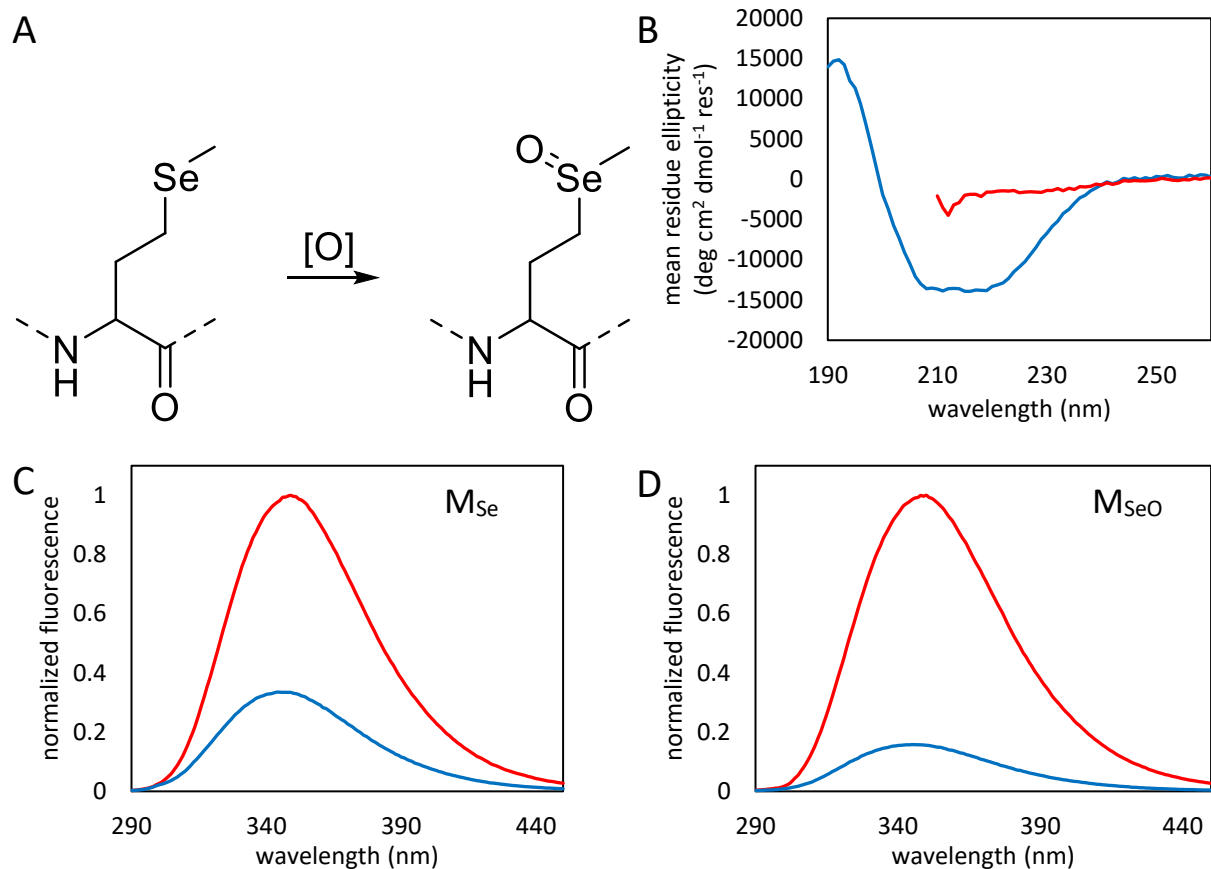 A
Se
[O]
N
H
O
O
Se
N
H
O
B
mean residue ellipticity
(deg cm² dmol⁻¹ res⁻¹)
20000
15000
10000
5000
0
-5000
-10000
-15000
-20000
190
210
230
250
wavelength (nm)
C
normalized fluorescence
1
0.8
0.6
0.4
0.2
0
290
340
390
440
wavelength (nm)
M_Se
D
normalized fluorescence
1
0.8
0.6
0.4
0.2
0
290
340
390
440
wavelength (nm)
M_SeO